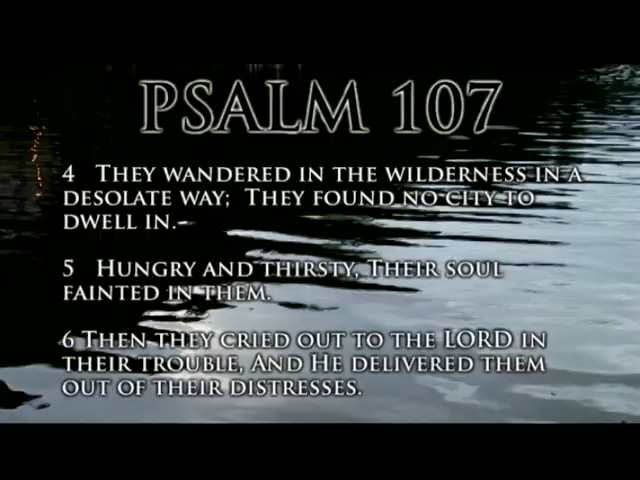 PSALM 107
4 THEY WANDERED IN THE WILDERNESS IN A
DESOLATE WAY; THEY FOUND NO CITY TO
DWELL IN.
5 HUNGRY AND THIRSTY, THEIR SOUL
FAINTED IN THEM.
6 THEN THEY CRIED OUT TO THE LORD IN
THEIR TROUBLE, AND HE DELIVERED THEM
OUT OF THEIR DISTRESSES.